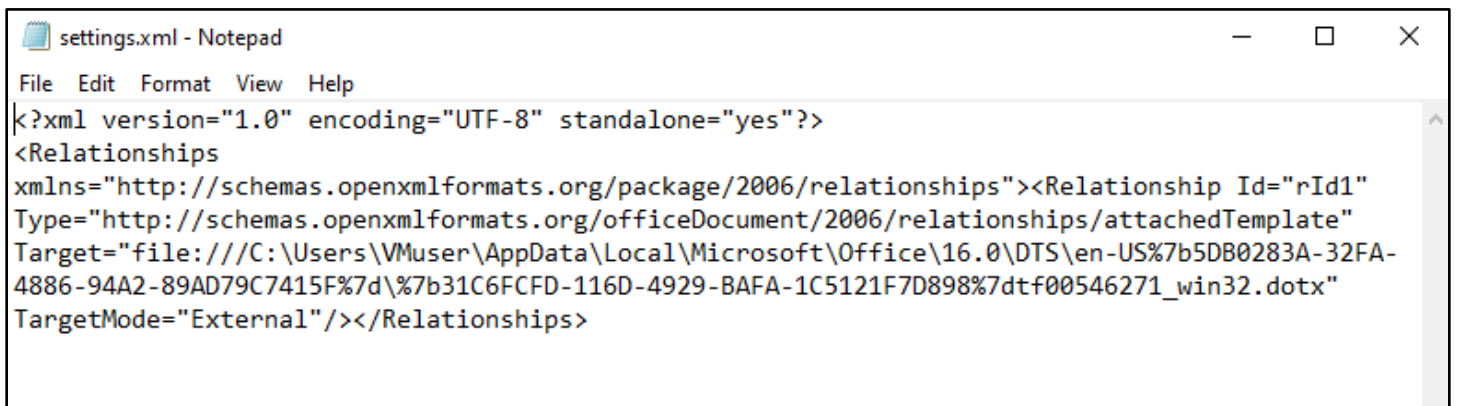 settings.xml - Notepad
File Edit Format View Help
<?xml version="1.0" encoding="UTF-8" standalone="yes"?>
<Relationships
xmlns="http://schemas.openxmlformats.org/package/2006/relationships"><Relationship Id="rId1"
Type="http://schemas.openxmlformats.org/officeDocument/2006/relationships/attachedTemplate"
Target="file:///C:\Users\VMuser\AppData\Local\Microsoft\Office\16.0\DTS\en-US%7b5DB0283A-32FA-
4886-94A2-89AD79C7415F%7d\%7b31C6FCFD-116D-4929-BAFA-1C5121F7D898%7dtf00546271_win32.dotx"
TargetMode="External"/></Relationships>